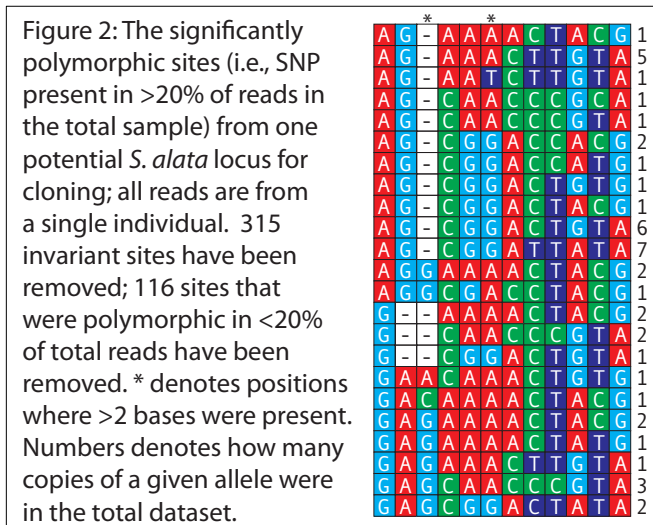 Figure 2: The significantly
polymorphic sites (i.e., SNP
present in >20% of reads in
the total sample) from one
potential S. alata locus for
cloning; all reads are from
a single individual. 315
invariant sites have been
removed; 116 sites that
were polymorphic in <20%
of total reads have been
removed. * denotes positions
where >2 bases were present.
Numbers denotes how many
copies of a given allele were
in the total dataset.
* *
A G - A A A A C T A C G 1
A G - A A A C T T G T A 5
A G - A A T C T T G T A 1
A G - C A A C C C G C A 1
A G - C A A C C C G T A 1
A G - C G G A C C A C G 2
A G - C G G A C C A T G 1
A G - C G G A C T G T G 1
A G - C G G A C T A C G 1
A G - C G G A C T G T A 6
A G - C G G A T T A T A 7
A G G A A A A C T A C G 2
A G G C G A C C T A C G 1
G - - A A A A C T A C G 2
G - - C A A C C C G T A 2
G - - C G G A C T G T A 1
G A A C A A A C T G T G 1
G A C A A A A C T A C G 1
G A G A A A A C T A C G 2
G A G A A A A C T A T G 1
G A G A A A C T T G T A 1
G A G C A A C C C G T A 3
G A G C G G A C T A T A 2